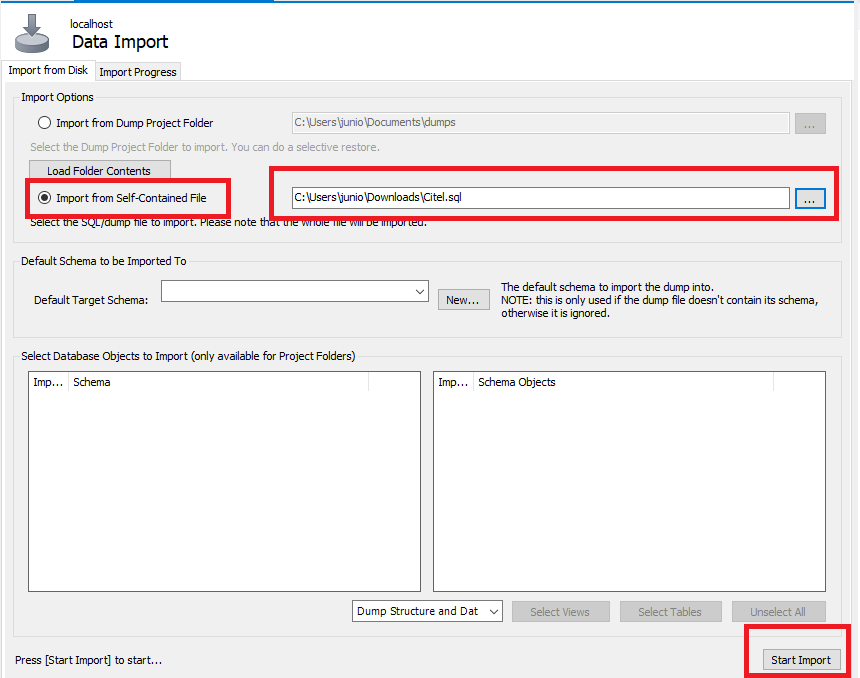 localhost
Data Import
Import from Disk Import Progress
Import Options
Import from Dump Project Folder C:\Users\junio\Documents\dumps ...
Select the Dump Project Folder to import. You can do a selective restore.
Load Folder Contents
Import from Self-Contained File C:\Users\junio\Downloads\Citel.sql ...
Select the SQL/dump file to import. Please note that the whole file will be imported.
Default Schema to be Imported To
Default Target Schema: New... The default schema to import the dump into.
NOTE: this is only used if the dump file doesn't contain its schema,
otherwise it is ignored.
Select Database Objects to Import (only available for Project Folders)
Imp... Schema Imp... Schema Objects
Dump Structure and Dat Select Views Select Tables Unselect All
Press [Start Import] to start... Start Import